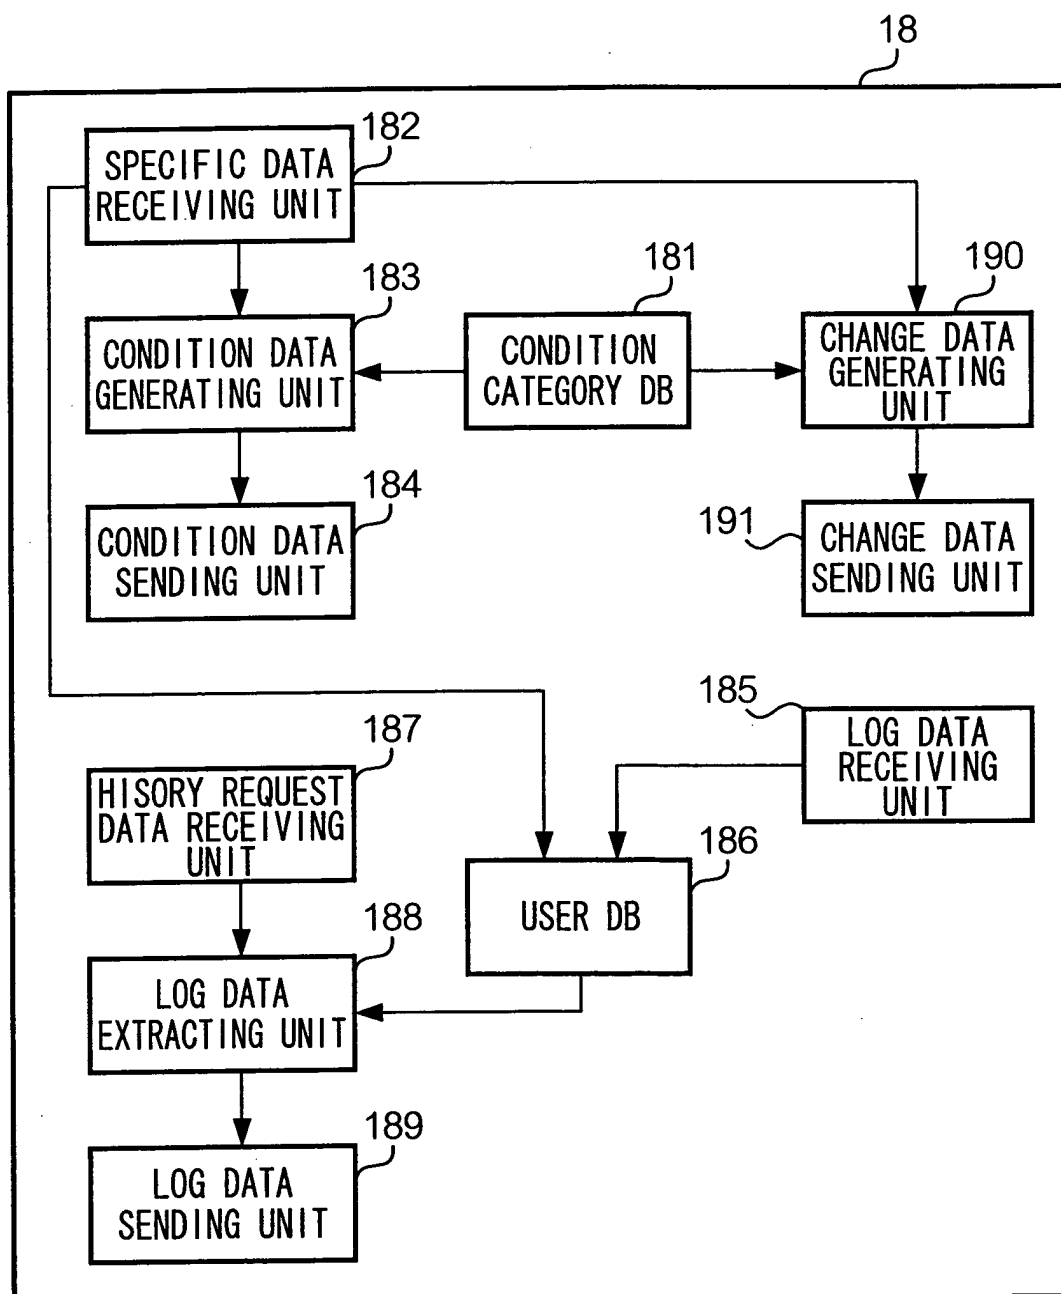 18
182
SPECIFIC DATA
RECEIVING UNIT
183
CONDITION DATA
GENERATING UNIT
181
CONDITION
CATEGORY DB
190
CHANGE DATA
GENERATING
UNIT
184
CONDITION DATA
SENDING UNIT
191
CHANGE DATA
SENDING UNIT
185
LOG DATA
RECEIVING
UNIT
187
HISORY REQUEST
DATA RECEIVING
UNIT
186
USER DB
188
LOG DATA
EXTRACTING UNIT
189
LOG DATA
SENDING UNIT